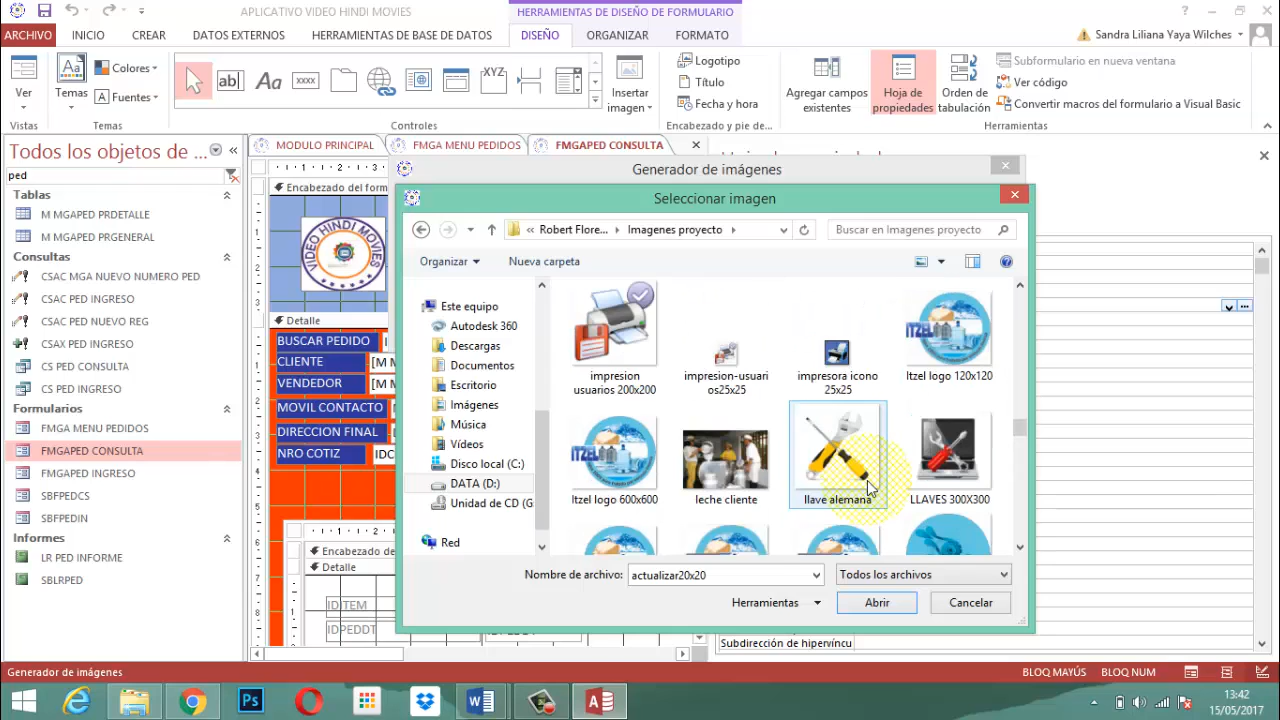 APLICATIVO VIDEO HINDI MOVIES
HERRAMIENTAS DE DISEÑO DE FORMULARIO
ARCHIVO INICIO CREAR DATOS EXTERNOS HERRAMIENTAS DE BASE DE DATOS DISEÑO ORGANIZAR FORMATO
Sandra Liliana Yaya Wilches
Ver
Temas
Colores
Fuentes
ab|
Aa
xxxx
XYZ
Insertar imagen
Logotipo
Título
Fecha y hora
Agregar campos existentes
Hoja de propiedades
Orden de tabulación
Subformulario en nueva ventana
Ver código
Convertir macros del formulario a Visual Basic
Vistas Temas Controles Encabezado y pie de... Herramientas
Todos los objetos de ...
ped
Tablas
M MGAPED PRDETALLE
M MGAPED PRGENERAL
Consultas
CSAC MGA NUEVO NUMERO PED
CSAC PED INGRESO
CSAC PED NUEVO REG
CSAX PED INGRESO
CS PED CONSULTA
CS PED INGRESO
Formularios
FMGA MENU PEDIDOS
FMGAPED CONSULTA
FMGAPED INGRESO
SBFPEDCS
SBFPEDIN
Informes
LR PED INFORME
SBLRPED
MODULO PRINCIPAL FMGA MENU PEDIDOS FMGAPED CONSULTA
Encabezado del form
VIDEO HINDI MOVIES
Detalle
BUSCAR PEDIDO
CLIENTE [M M
VENDEDOR [M M
MOVIL CONTACTO
DIRECCION FINAL
NRO COTIZ IDC
Encabezado
Detalle
IDITEM
IDPEDDT
Generador de imágenes
Seleccionar imagen
Robert Flore... Imagenes proyecto
Buscar en Imagenes proyecto
Organizar Nueva carpeta
Este equipo
Autodesk 360
Descargas
Documentos
Escritorio
Imágenes
Música
Vídeos
Disco local (C:)
DATA (D:)
Unidad de CD (G
Red
impresion usuarios 200x200
impresion-usuarios25x25
impresora icono 25x25
Itzel logo 120x120
Itzel logo 600x600
leche cliente
llave alemana
LLAVES 300X300
Nombre de archivo: actualizar20x20 Todos los archivos
Herramientas Abrir Cancelar
Subdirección de hipervíncu
Generador de imágenes
BLOQ MAYÚS BLOQ NUM
13:42
15/05/2017